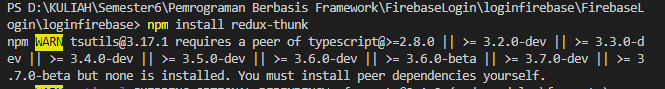 PS D:\KULIAH\Semester6\Pemrograman Berbasis Framework\FirebaseLogin\loginfirebase\FirebaseL
ogin\loginfirebase> npm install redux-thunk
npm WARN tsutils@3.17.1 requires a peer of typescript@>=2.8.0 || >= 3.2.0-dev || >= 3.3.0-d
ev || >= 3.4.0-dev || >= 3.5.0-dev || >= 3.6.0-dev || >= 3.6.0-beta || >= 3.7.0-dev || >= 3
.7.0-beta but none is installed. You must install peer dependencies yourself.